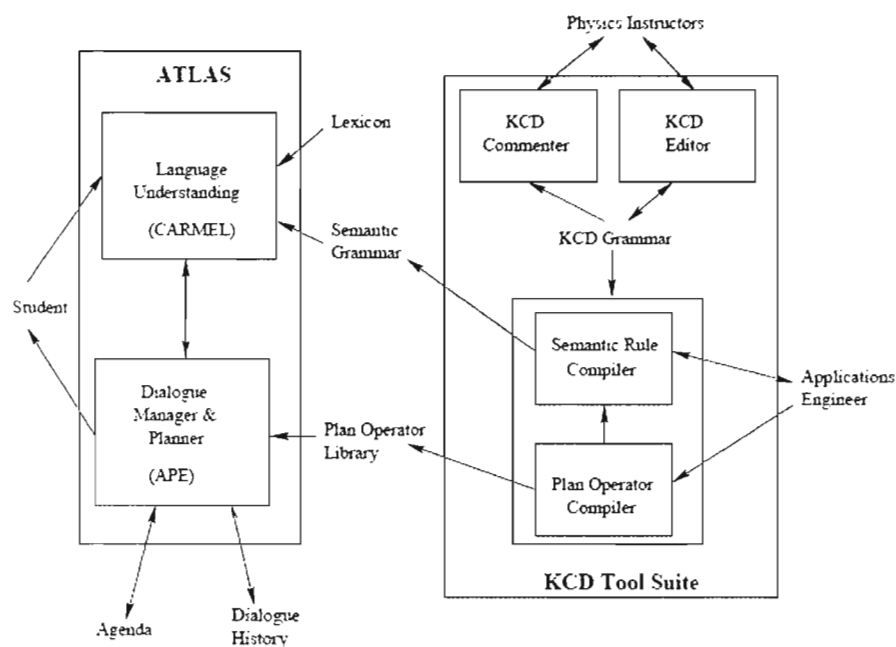 Physics Instructors
ATLAS
Language
Understanding
(CARMEL)
Lexicon
Semantic
Grammar
Student
Dialogue
Manager &
Planner
(APE)
Plan Operator
Library
Agenda
Dialogue
History
KCD
Commenter
KCD
Editor
KCD Grammar
Semantic Rule
Compiler
Applications
Engineer
Plan Operator
Compiler
KCD Tool Suite